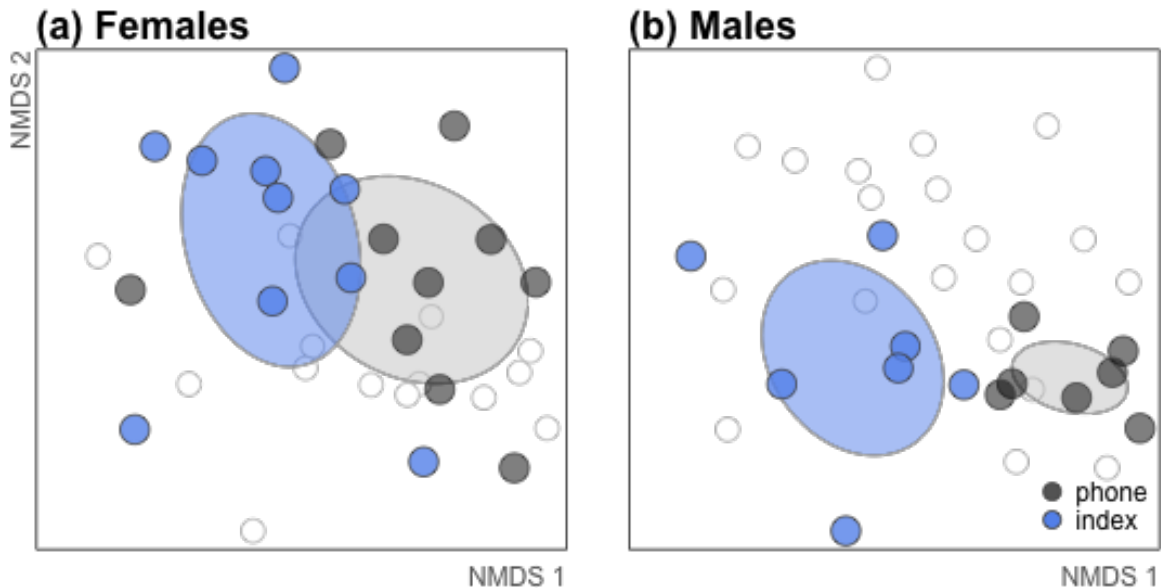 (a) Females
(b) Males
NMDS 2
phone
index
NMDS 1
NMDS 1